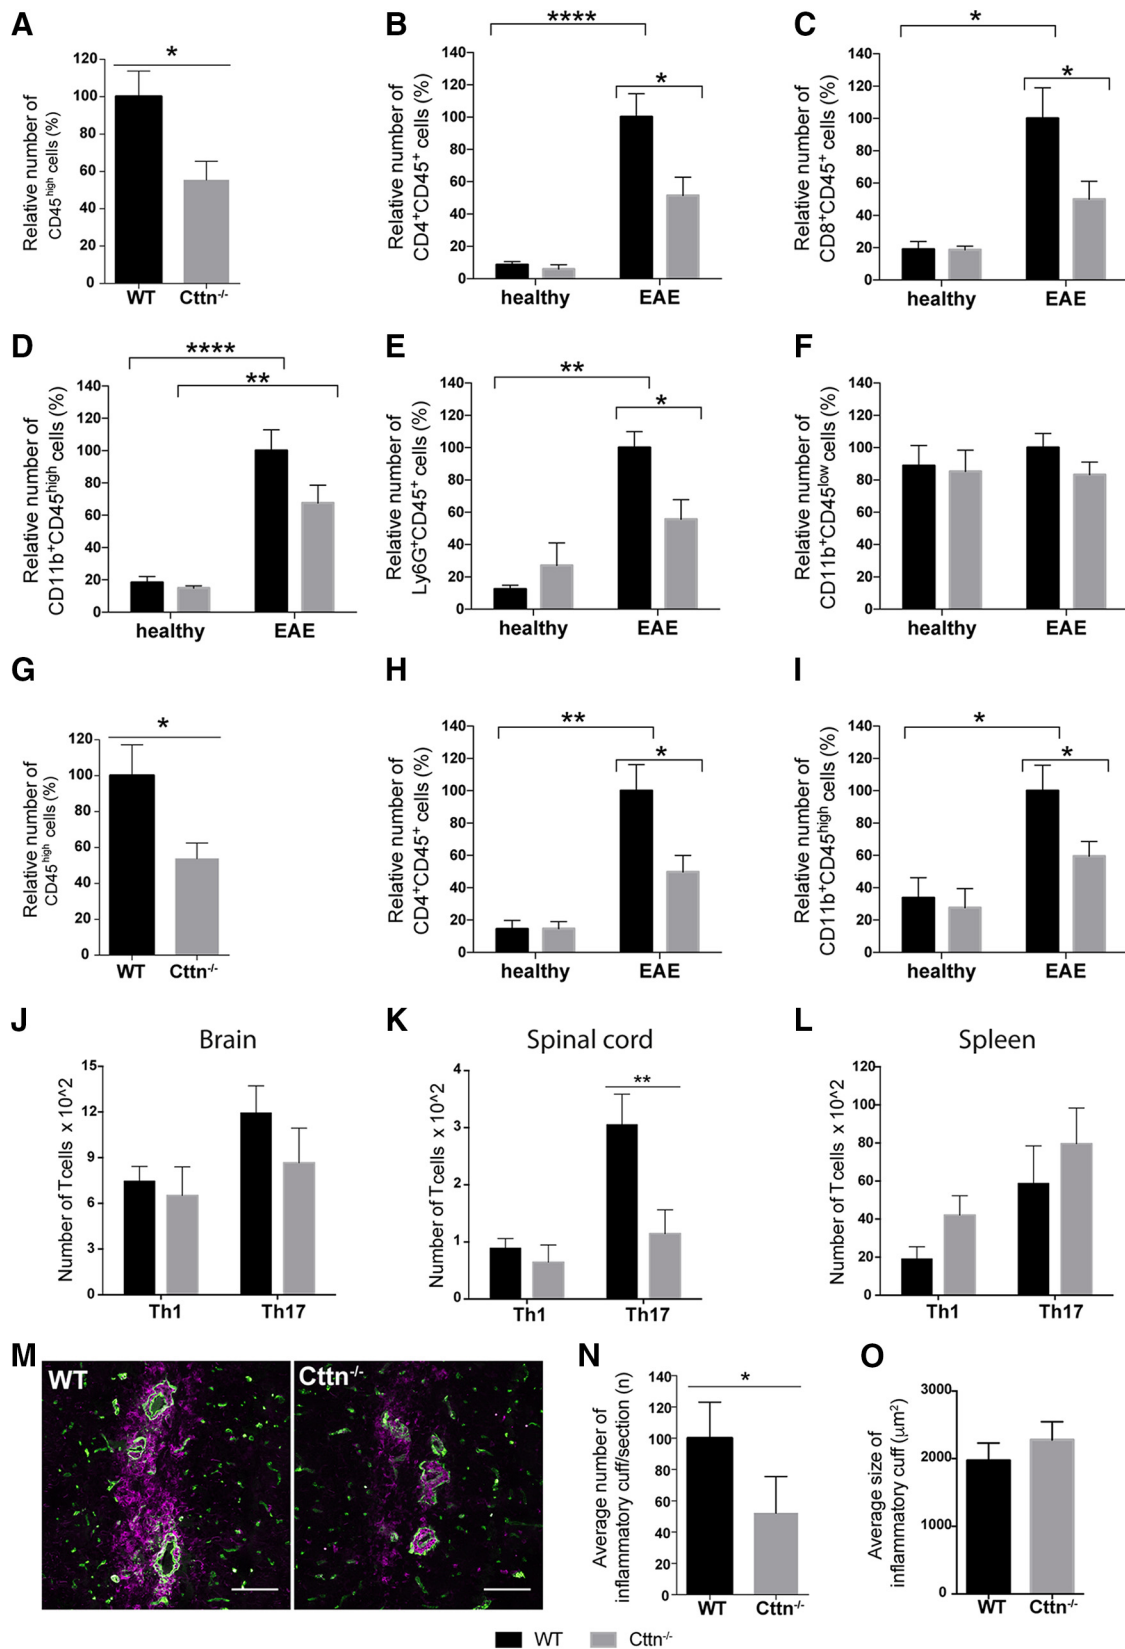 A
Relative number of
CD45high cells (%)
120
100
80
60
40
20
0
*
WT Cttn-/-
B
Relative number of
CD4+CD45+ cells (%)
140
120
100
80
60
40
20
0
****
*
healthy EAE
C
Relative number of
CD8+CD45+ cells (%)
140
120
100
80
60
40
20
0
*
*
healthy EAE
D
Relative number of
CD11b+CD45high cells (%)
140
120
100
80
60
40
20
0
****
**
healthy EAE
E
Relative number of
Ly6G+CD45+ cells (%)
140
120
100
80
60
40
20
0
**
*
healthy EAE
F
Relative number of
CD11b+CD45low cells (%)
140
120
100
80
60
40
20
0
healthy EAE
G
Relative number of
CD45high cells (%)
120
100
80
60
40
20
0
*
WT Cttn-/-
H
Relative number of
CD4+CD45+ cells (%)
140
120
100
80
60
40
20
0
**
*
healthy EAE
I
Relative number of
CD11b+CD45high cells (%)
140
120
100
80
60
40
20
0
*
*
healthy EAE
J
Brain
Number of Tcells x 10^2
15
12
9
6
3
0
Th1 Th17
K
Spinal cord
Number of Tcells x 10^2
4
3
2
1
0
**
Th1 Th17
L
Spleen
Number of Tcells x 10^2
120
100
80
60
40
20
0
Th1 Th17
M
WT
Cttn-/-
N
Average number of
inflammatory cuff/section (n)
140
120
100
80
60
40
20
0
*
WT Cttn-/-
O
Average size of
inflammatory cuff (μm2)
3000
2000
1000
0
WT Cttn-/-
WT Cttn-/-